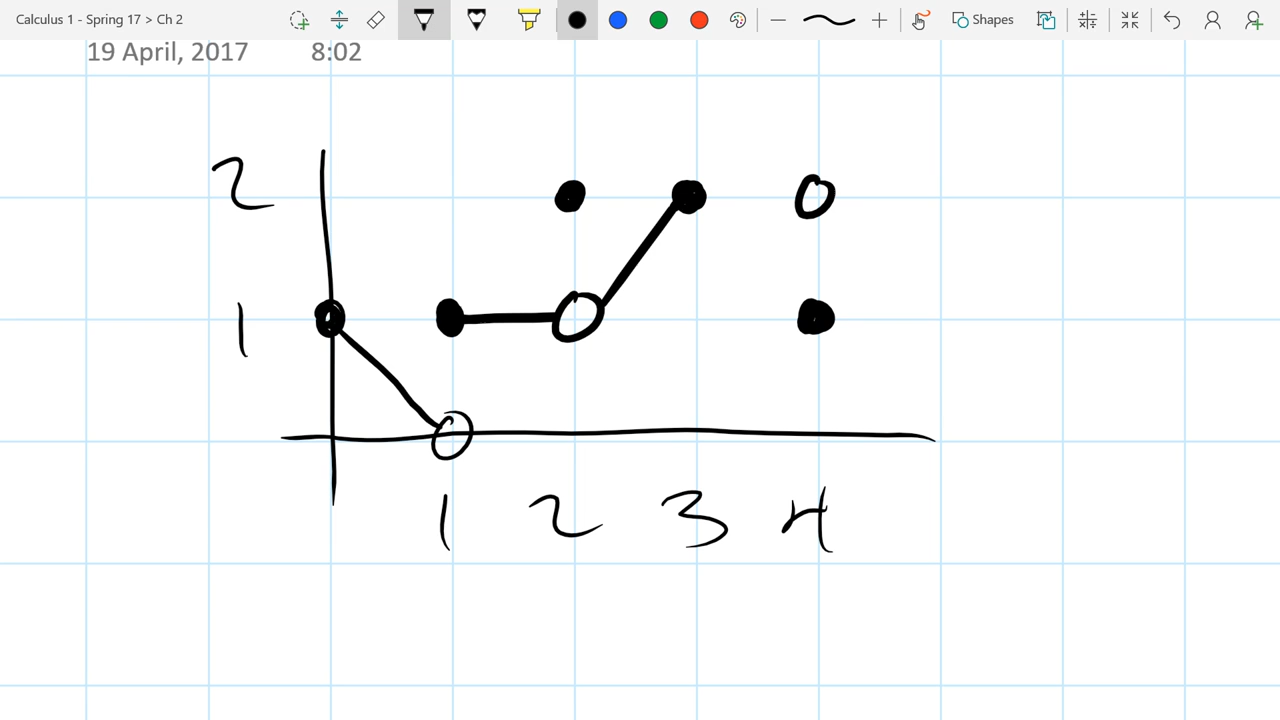 Calculus 1 - Spring 17 > Ch 2
Shapes
19 April, 2017 8:02
2
1
1 2 3 4